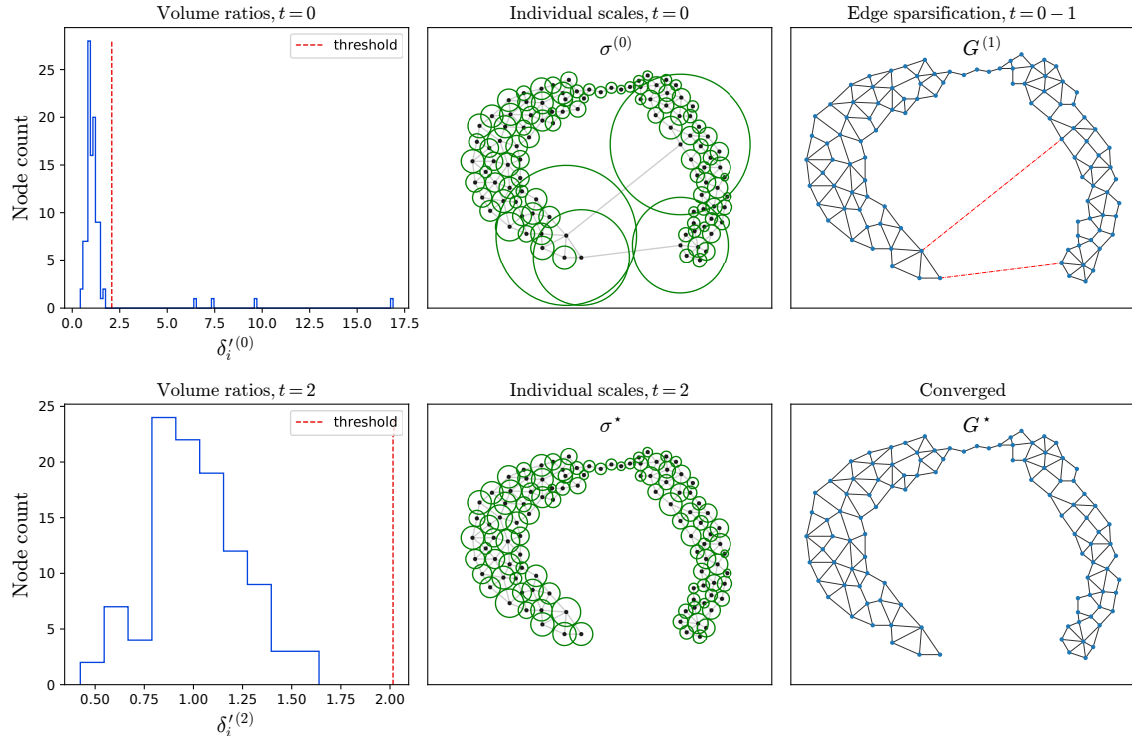 Volume ratios, t = 0
Individual scales, t = 0
Edge sparsification, t = 0 − 1
threshold
σ⁽⁰⁾
G⁽¹⁾
Node count
25
20
15
10
5
0
0.0 2.5 5.0 7.5 10.0 12.5 15.0 17.5
δ′ᵢ⁽⁰⁾
Volume ratios, t = 2
Individual scales, t = 2
Converged
threshold
σ⋆
G⋆
Node count
25
20
15
10
5
0
0.50 0.75 1.00 1.25 1.50 1.75 2.00
δ′ᵢ⁽²⁾